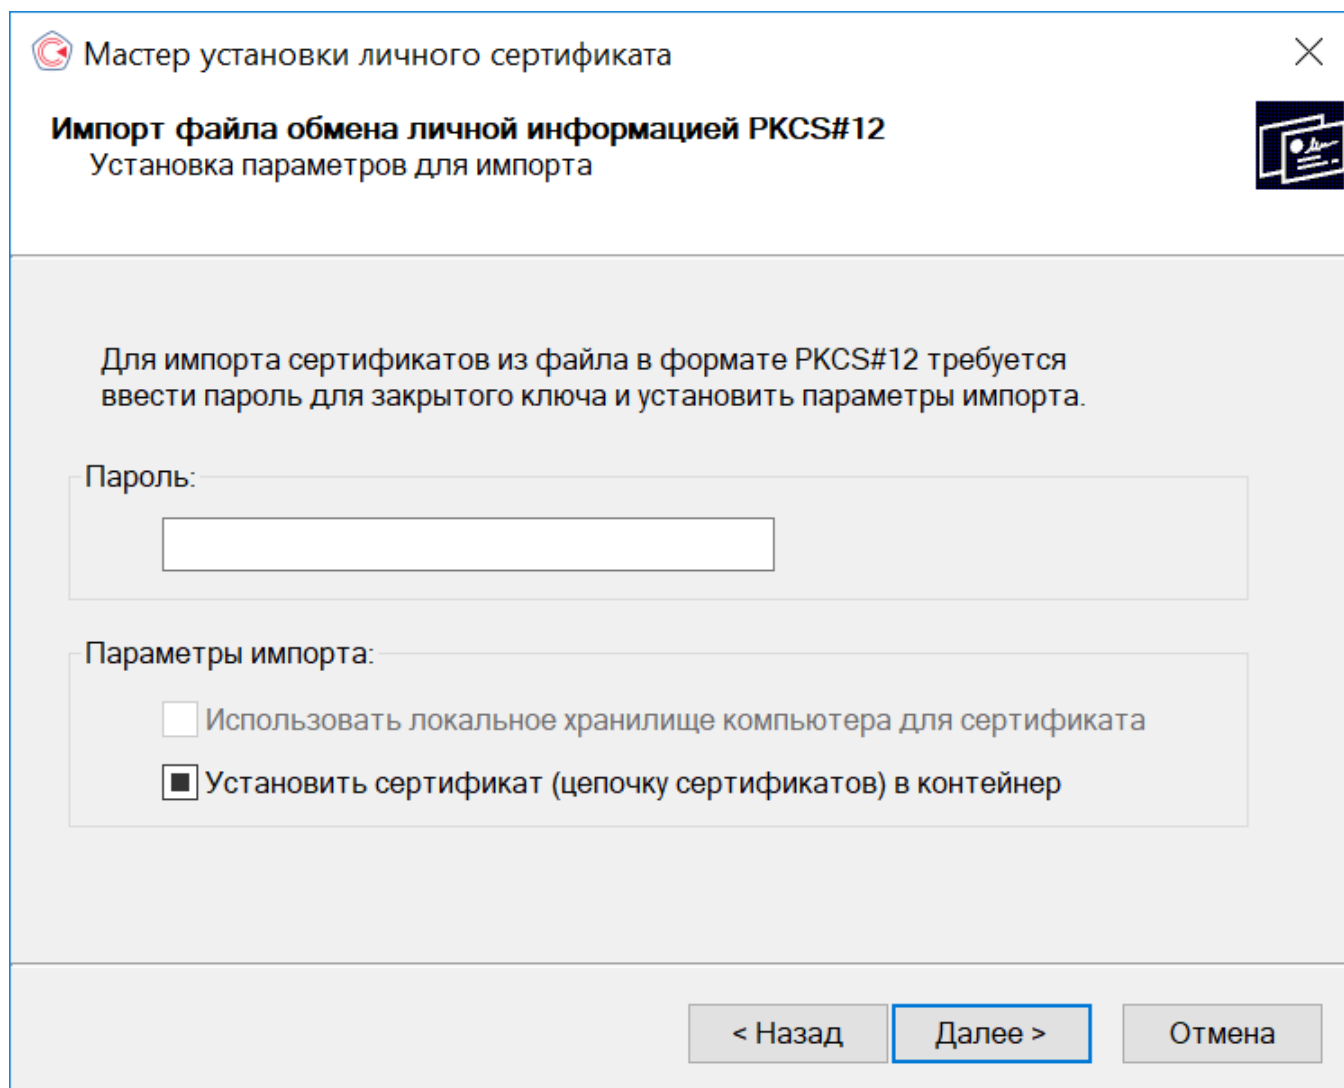 Мастер установки личного сертификата
Импорт файла обмена личной информацией PKCS#12
Установка параметров для импорта
Для импорта сертификатов из файла в формате PKCS#12 требуется
ввести пароль для закрытого ключа и установить параметры импорта.
Пароль:
Параметры импорта:
Использовать локальное хранилище компьютера для сертификата
Установить сертификат (цепочку сертификатов) в контейнер
< Назад
Далее >
Отмена